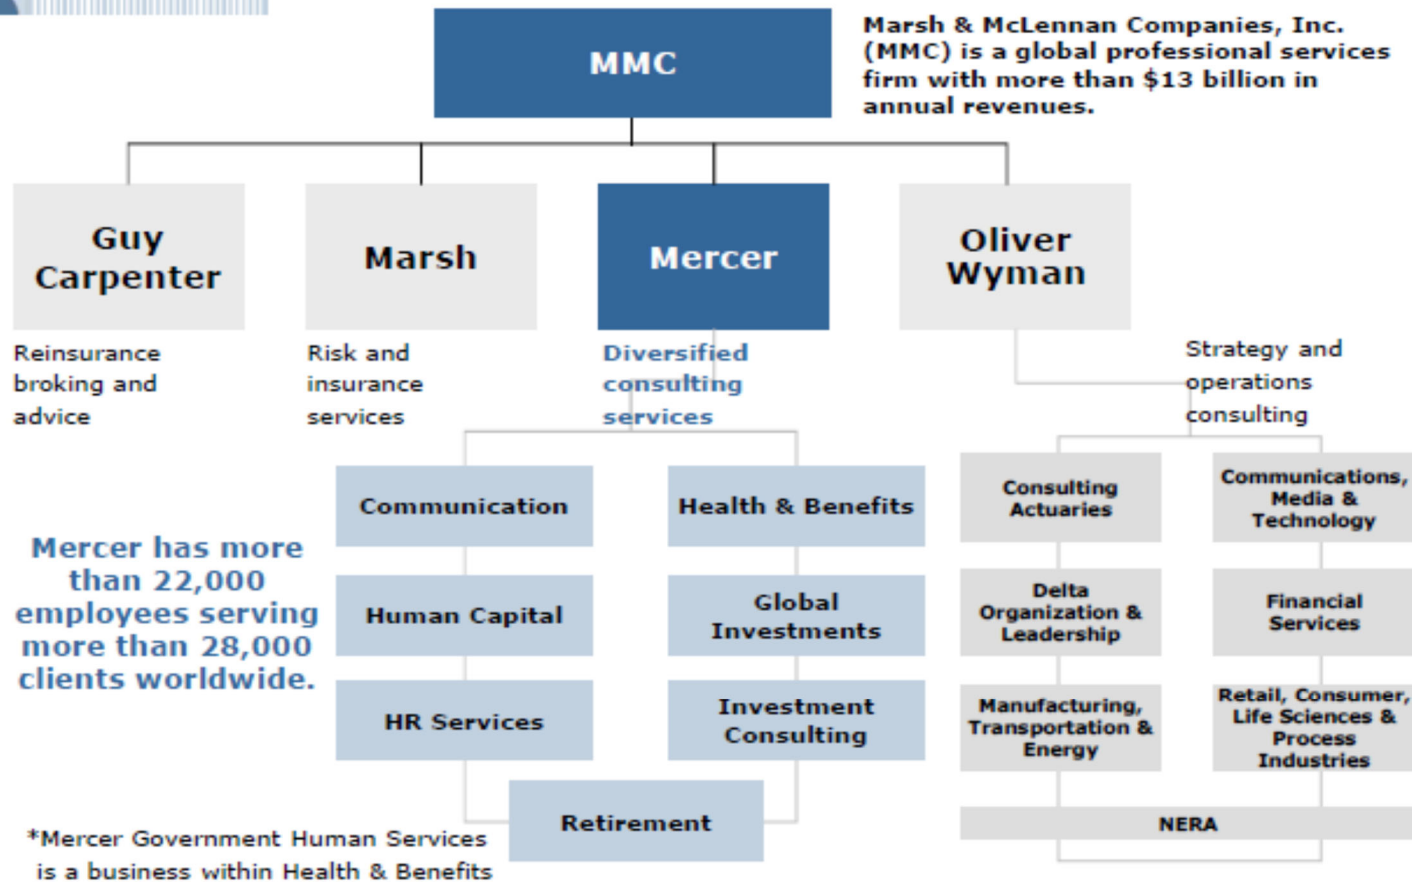 MMC
Marsh & McLennan Companies, Inc.
(MMC) is a global professional services
firm with more than $13 billion in
annual revenues.
Guy
Carpenter
Marsh
Mercer
Oliver
Wyman
Reinsurance
broking and
advice
Risk and
insurance
services
Diversified
consulting
services
Strategy and
operations
consulting
Mercer has more
than 22,000
employees serving
more than 28,000
clients worldwide.
Communication
Health & Benefits
Human Capital
Global
Investments
HR Services
Investment
Consulting
Retirement
Consulting
Actuaries
Communications,
Media &
Technology
Delta
Organization &
Leadership
Financial
Services
Manufacturing,
Transportation &
Energy
Retail, Consumer,
Life Sciences &
Process
Industries
NERA
*Mercer Government Human Services
is a business within Health & Benefits